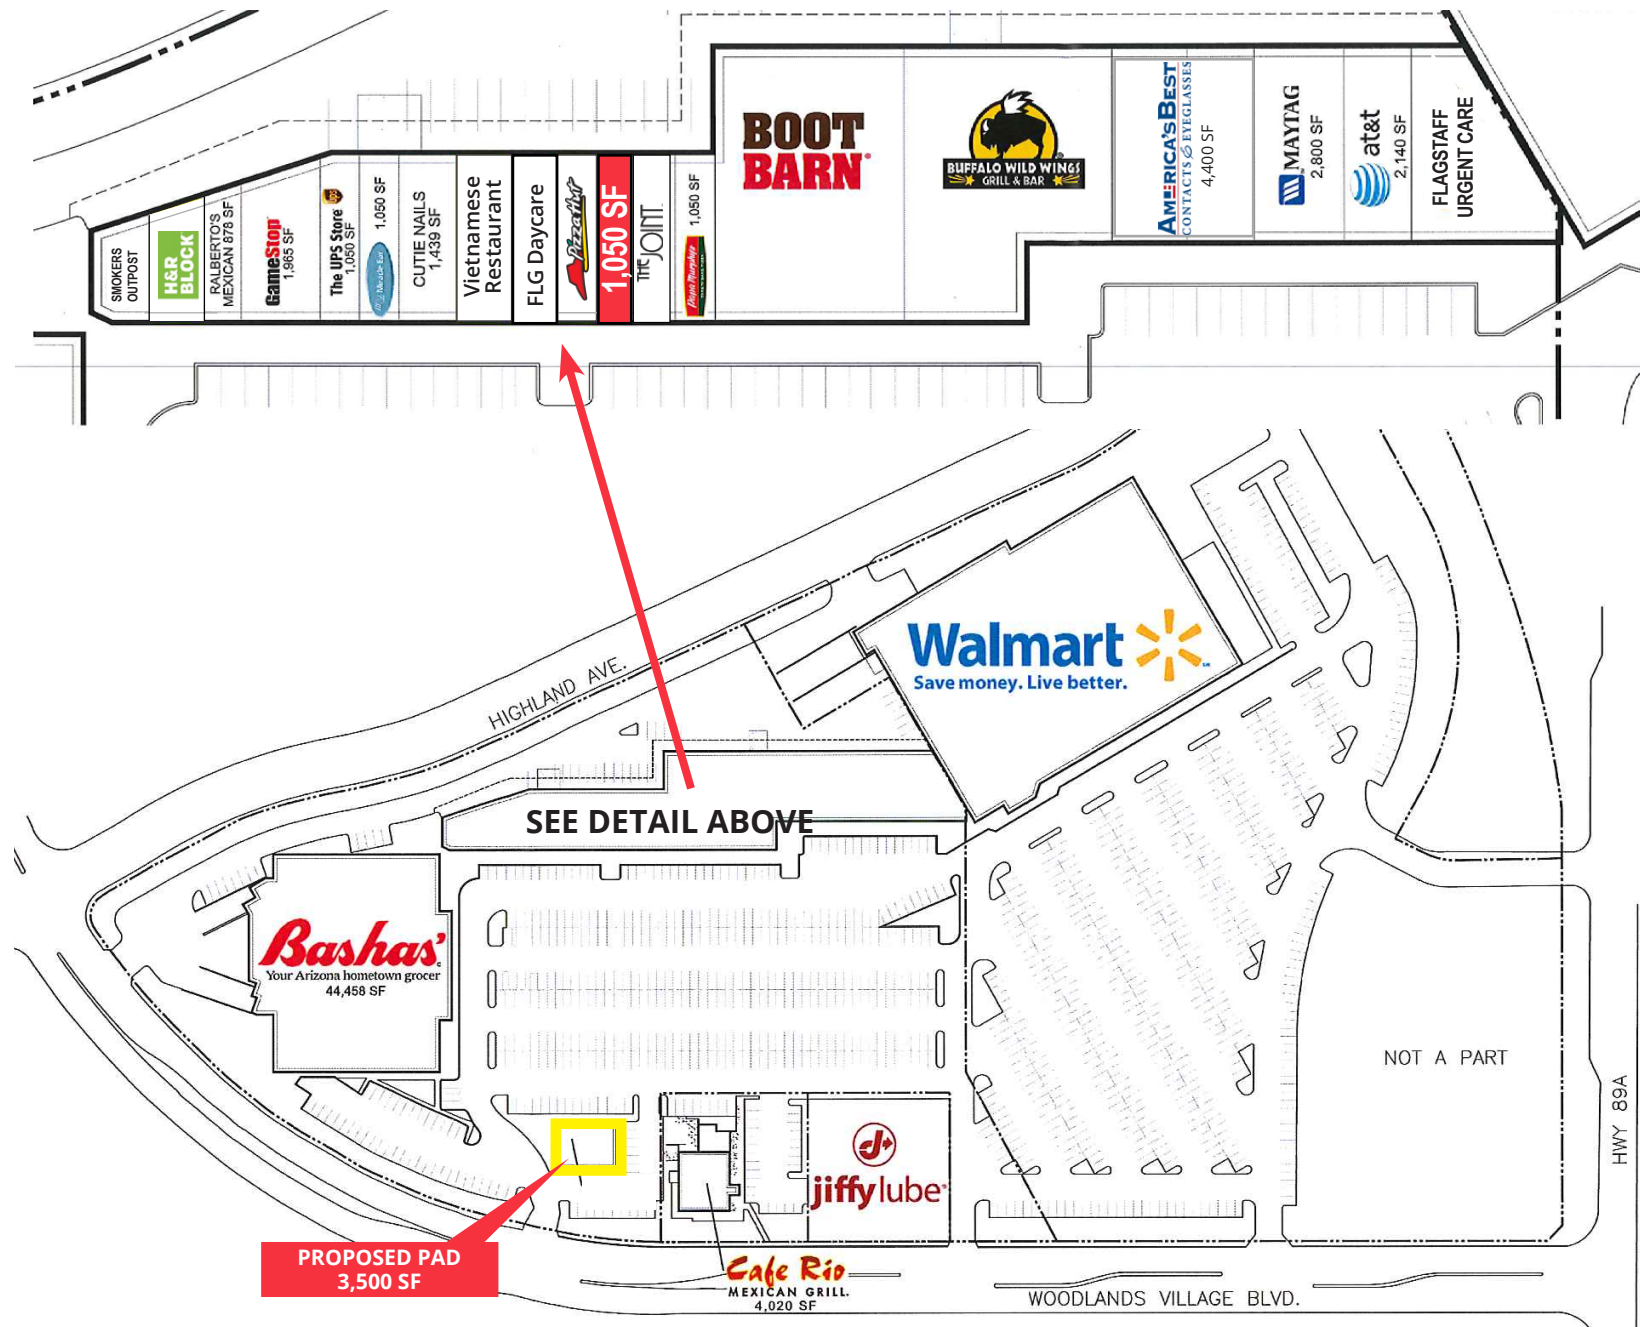 SMOKERS
OUTPOST
H&R
BLOCK
RALBERTO'S
MEXICAN 878 SF
GameStop
1,965 SF
The UPS Store
1,050 SF
ups
Miracle Ear
1,050 SF
CUTIE NAILS
1,439 SF
Vietnamese
Restaurant
FLG Daycare
Pizza Hut
1,050 SF
THE JOINT
Papa Murphy's
1,050 SF
BOOT
BARN
BUFFALO WILD WINGS
GRILL & BAR
AMERICA'S BEST
CONTACTS & EYEGLASSES
4,400 SF
MAYTAG
2,800 SF
at&t
2,140 SF
FLAGSTAFF
URGENT CARE
HIGHLAND AVE.
Walmart
Save money. Live better.
SEE DETAIL ABOVE
Bashas'
Your Arizona hometown grocer
44,458 SF
NOT A PART
HWY 89A
jiffy lube
PROPOSED PAD
3,500 SF
Cafe Rio
MEXICAN GRILL.
4,020 SF
WOODLANDS VILLAGE BLVD.